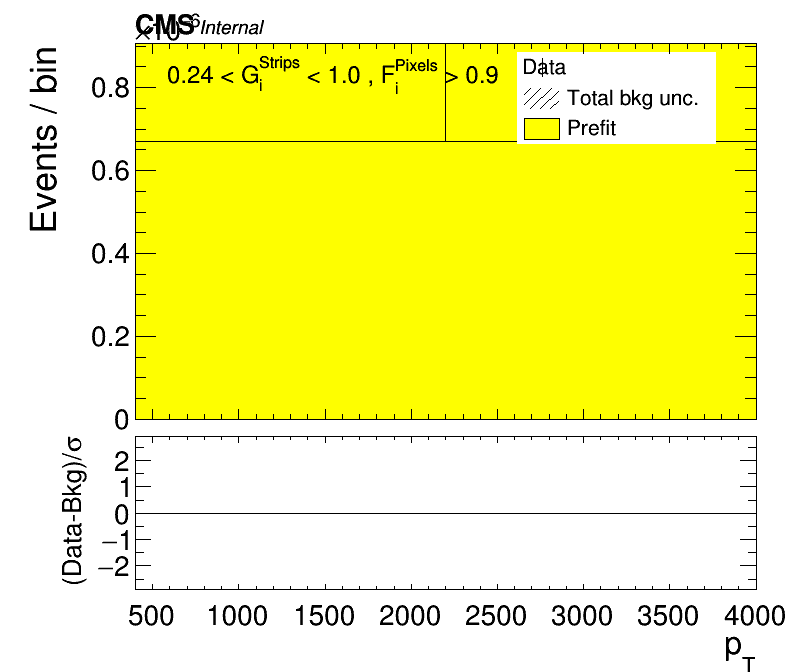 CMS Internal
×10⁻⁶
Events / bin
0.24 < G_i^Strips < 1.0 , F_i^Pixels > 0.9
Data
Total bkg unc.
Prefit
0.8
0.6
0.4
0.2
0
(Data-Bkg)/σ
2
1
0
−1
−2
500 1000 1500 2000 2500 3000 3500 4000
p_T